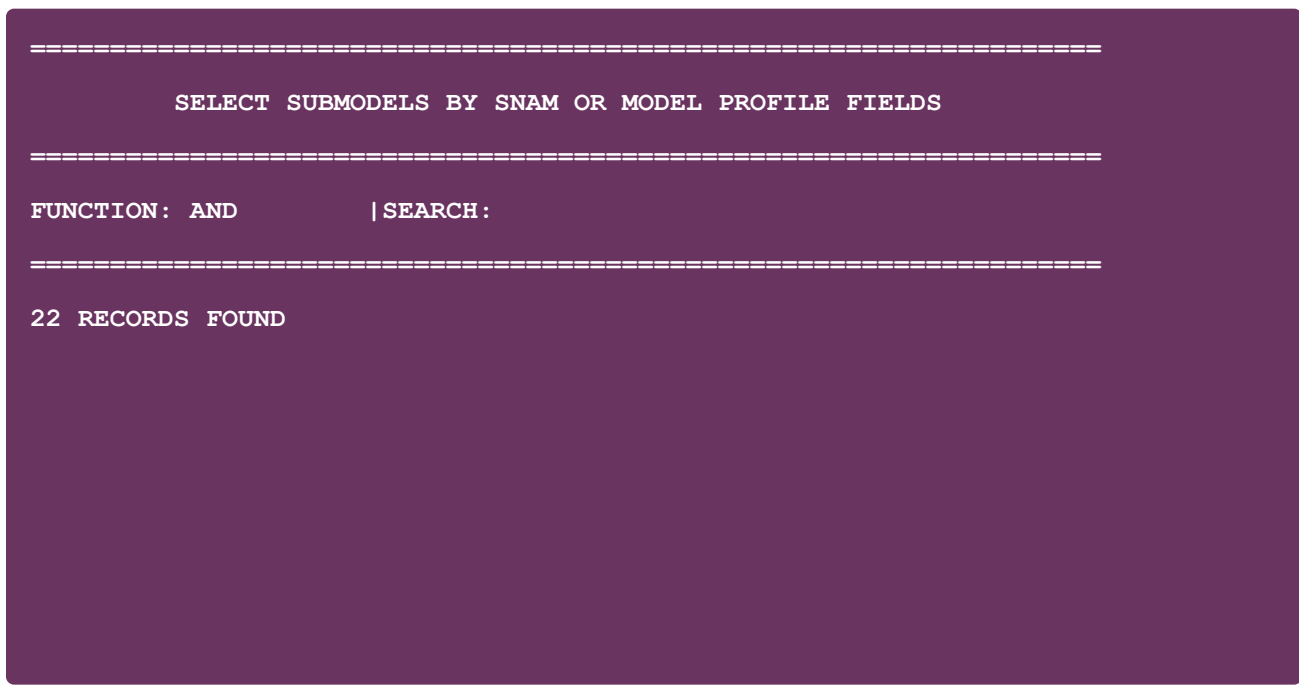 ===================================================================
SELECT SUBMODELS BY SNAM OR MODEL PROFILE FIELDS
===================================================================
FUNCTION: AND |SEARCH:
===================================================================
22 RECORDS FOUND